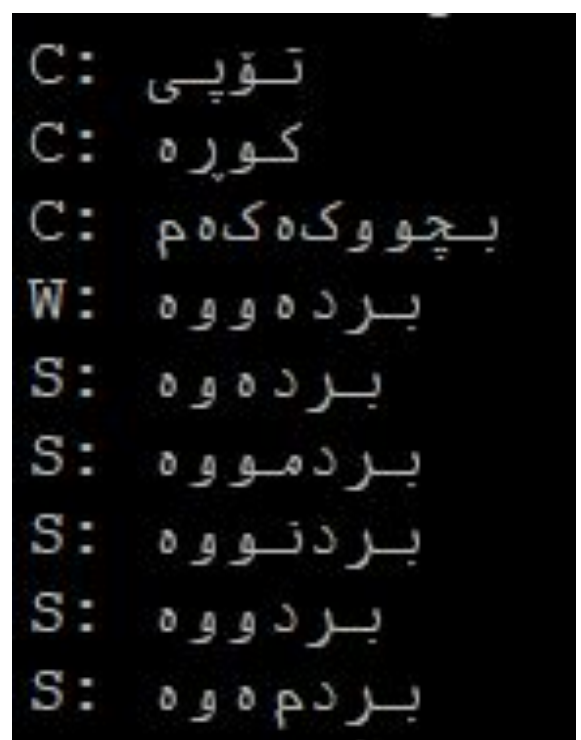 C: تۆپی
C: کوڕە
C: بچووکەکەم
W: بردەووە
S: بردەوە
S: بردمووە
S: بردتووە
S: بردووە
S: بردمەوە